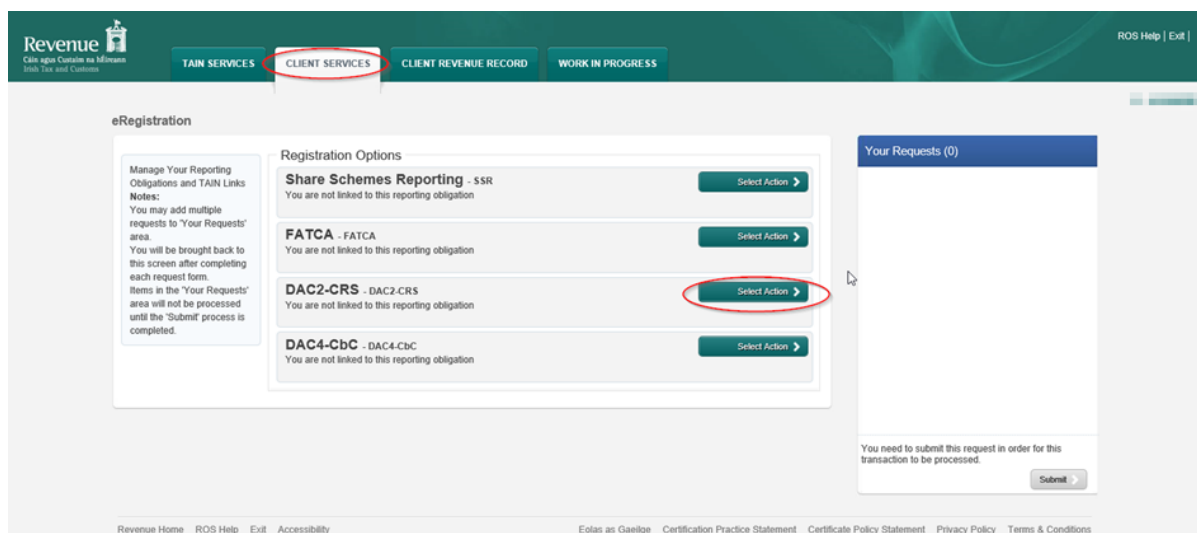 Revenue
Cáin agus Custaim na hÉireann
Irish Tax and Customs
TAIN SERVICES
CLIENT SERVICES
CLIENT REVENUE RECORD
WORK IN PROGRESS
ROS Help | Exit |
eRegistration
Manage Your Reporting
Obligations and TAIN Links
Notes:
You may add multiple
requests to 'Your Requests'
area.
You will be brought back to
this screen after completing
each request form.
Items in the 'Your Requests'
area will not be processed
until the 'Submit' process is
completed.
Registration Options
Share Schemes Reporting - SSR
You are not linked to this reporting obligation
Select Action
FATCA - FATCA
You are not linked to this reporting obligation
Select Action
DAC2-CRS - DAC2-CRS
You are not linked to this reporting obligation
Select Action
DAC4-CbC - DAC4-CbC
You are not linked to this reporting obligation
Select Action
Your Requests (0)
You need to submit this request in order for this
transaction to be processed.
Submit
Revenue Home ROS Help Exit Accessibility
Eolas as Gaeilge Certification Practice Statement Certificate Policy Statement Privacy Policy Terms & Conditions